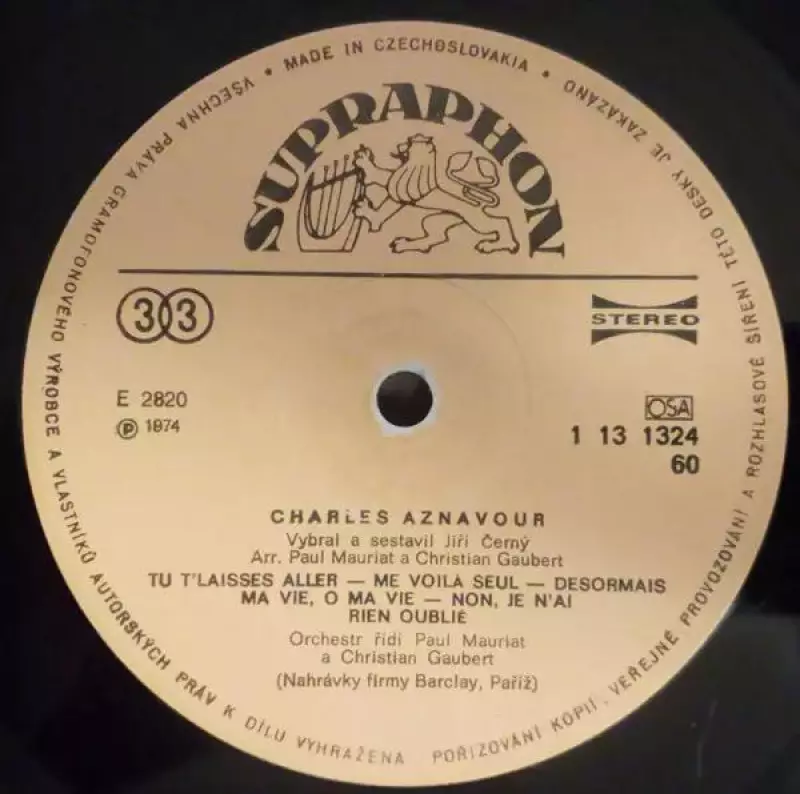 • MADE IN CZECHOSLOVAKIA •
VŠECHNA PRÁVA GRAMOFONOVÉHO VÝROBCE A VLASTNÍKŮ AUTORSKÝCH PRÁV K DÍLU VYHRAŽENA. POŘIZOVÁNÍ KOPIÍ, VEŘEJNÉ PROVOZOVÁNÍ A ROZHLASOVÉ ŠÍŘENÍ TÉTO DESKY JE ZAKÁZÁNO
SUPRAPHON
33
STEREO
E 2820
OSA
℗ 1974
1 13 1324
60
CHARLES AZNAVOUR
Vybral a sestavil Jiří Černý
Arr. Paul Mauriat a Christian Gaubert
TU T'LAISSES ALLER — ME VOILÀ SEUL — DESORMAIS
MA VIE, O MA VIE — NON, JE N'AI
RIEN OUBLIÉ
Orchestr řídí Paul Mauriat
a Christian Gaubert
(Nahrávky firmy Barclay, Paříž)